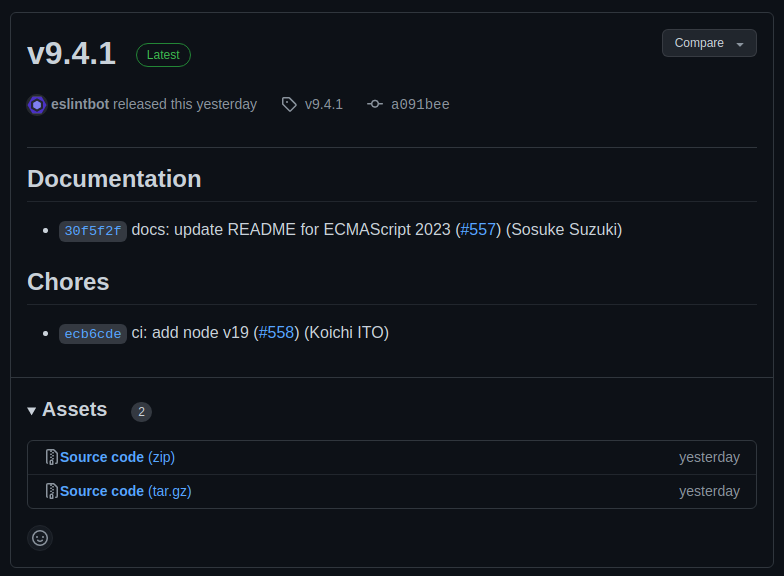 v9.4.1 Latest Compare
eslintbot released this yesterday v9.4.1 a091bee
Documentation
30f5f2f docs: update README for ECMAScript 2023 (#557) (Sosuke Suzuki)
Chores
ecb6cde ci: add node v19 (#558) (Koichi ITO)
Assets 2
Source code (zip) yesterday
Source code (tar.gz) yesterday